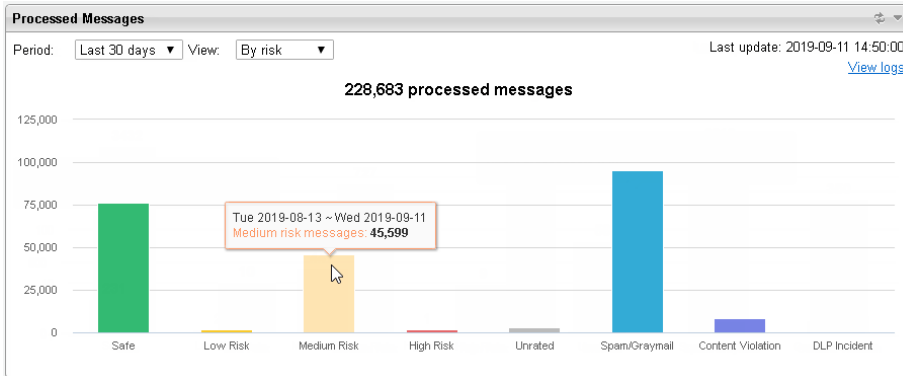 Processed Messages
Period: Last 30 days View: By risk Last update: 2019-09-11 14:50:00
View logs
228,683 processed messages
125,000
100,000
75,000
50,000
25,000
0
Tue 2019-08-13 ~ Wed 2019-09-11
Medium risk messages: 45,599
Safe Low Risk Medium Risk High Risk Unrated Spam/Graymail Content Violation DLP Incident